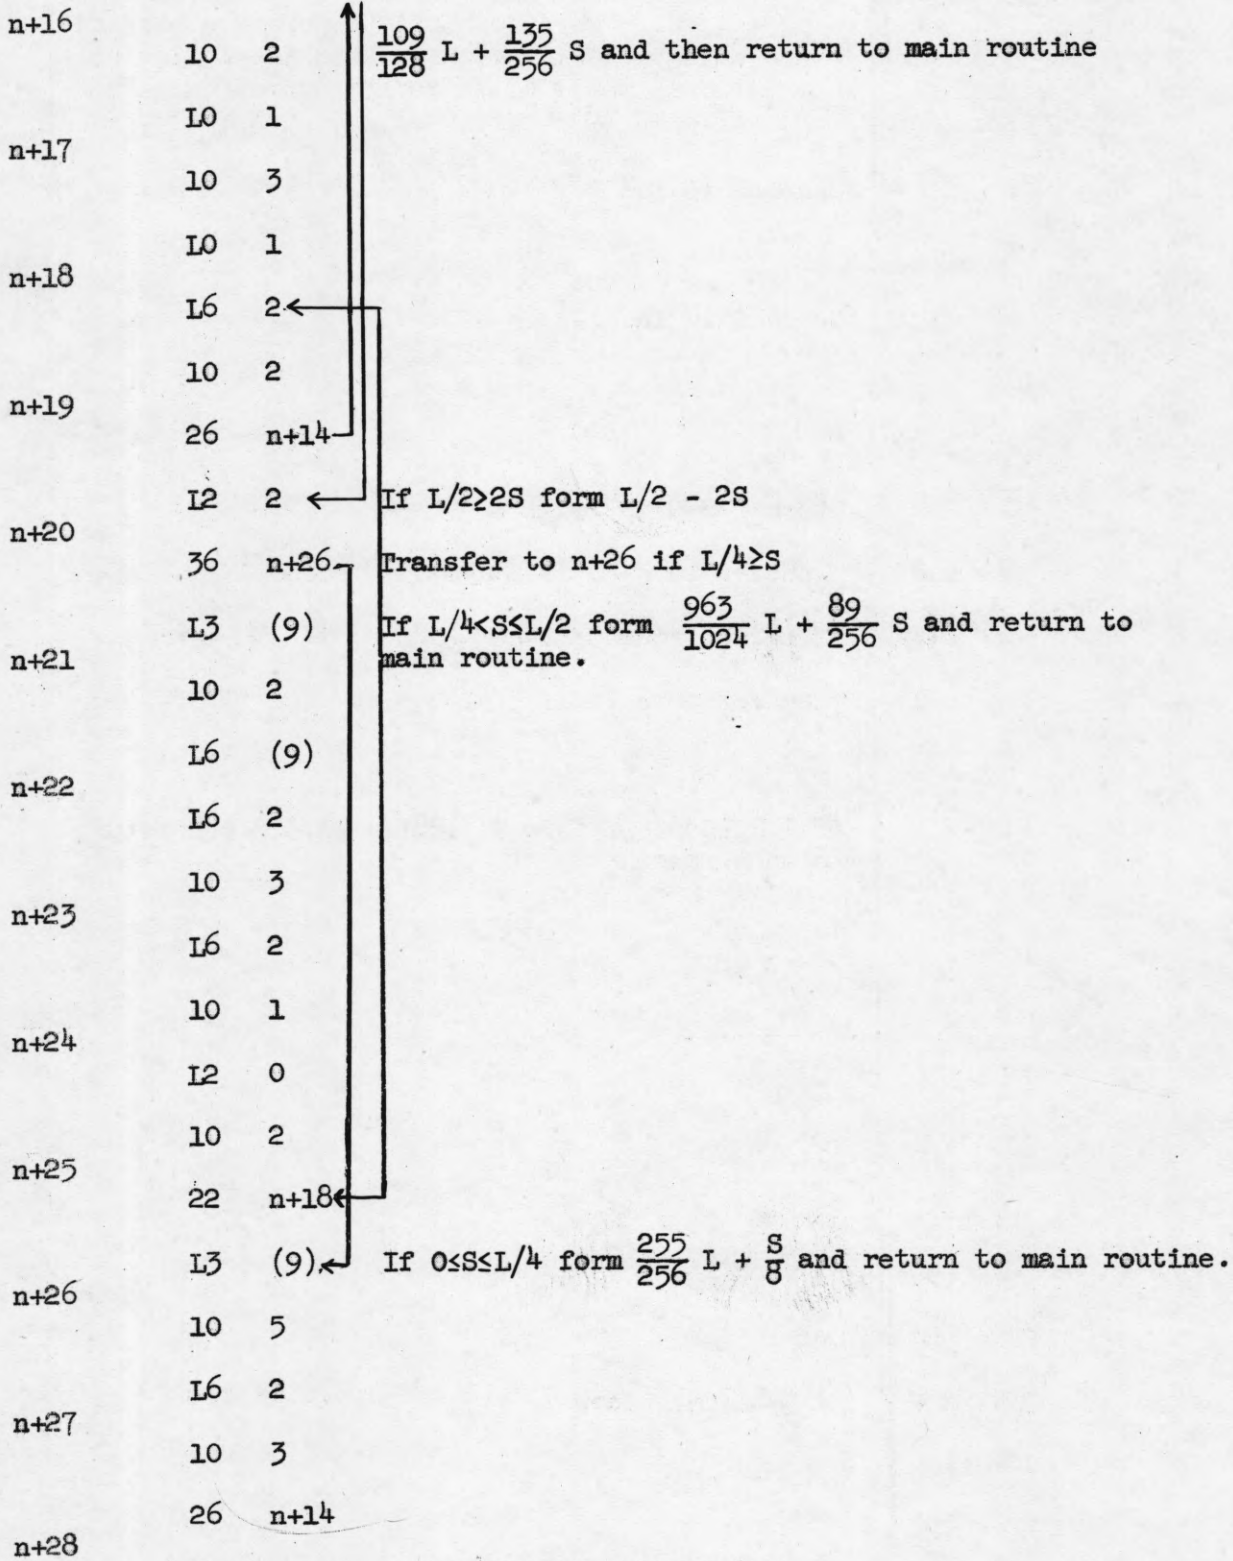 n+16
10 2 109/128 L + 135/256 S and then return to main routine
L0 1
n+17
10 3
L0 1
n+18
L6 2
10 2
n+19
26 n+14
L2 2 If L/2≥2S form L/2 - 2S
n+20
36 n+26 Transfer to n+26 if L/4≥S
L3 (9) If L/4<S≤L/2 form 963/1024 L + 89/256 S and return to
n+21 main routine.
10 2
L6 (9)
n+22
L6 2
10 3
n+23
L6 2
10 1
n+24
L2 0
10 2
n+25
22 n+18
L3 (9) If 0≤S≤L/4 form 255/256 L + S/8 and return to main routine.
n+26
10 5
L6 2
n+27
10 3
26 n+14
n+28